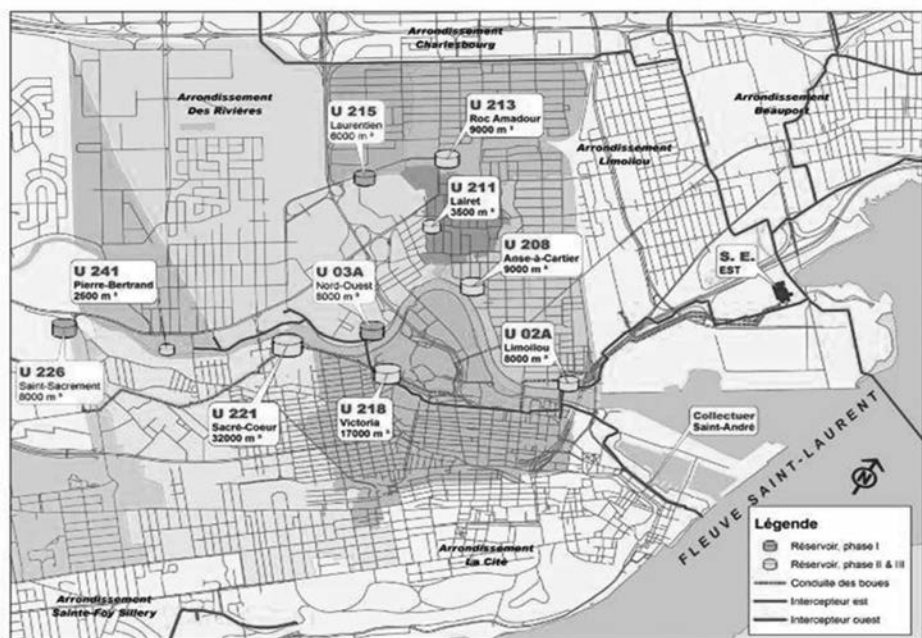 Arrondissement
Charlesbourg
Arrondissement
Des Rivières
U 215
Laurentien
6000 m³
U 213
Roc Amadour
9000 m³
Arrondissement
Beauport
Arrondissement
Limoilou
U 211
Lairet
3500 m³
U 241
Pierre-Bertrand
2500 m³
U 03A
Nord-Ouest
8000 m³
U 208
Anse-à-Cartier
9000 m³
S. E.
EST
U 02A
Limoilou
8000 m³
U 226
Saint-Sacrement
8000 m³
U 221
Sacré-Coeur
32000 m³
U 218
Victoria
17000 m³
Collectuer
Saint-André
FLEUVE SAINT-LAURENT
N
Arrondissement
La Cité
Arrondissement
Sainte-Foy Sillery
Légende
Réservoir, phase I
Réservoir, phase II & III
Conduite des boues
Intercepteur est
Intercepteur ouest